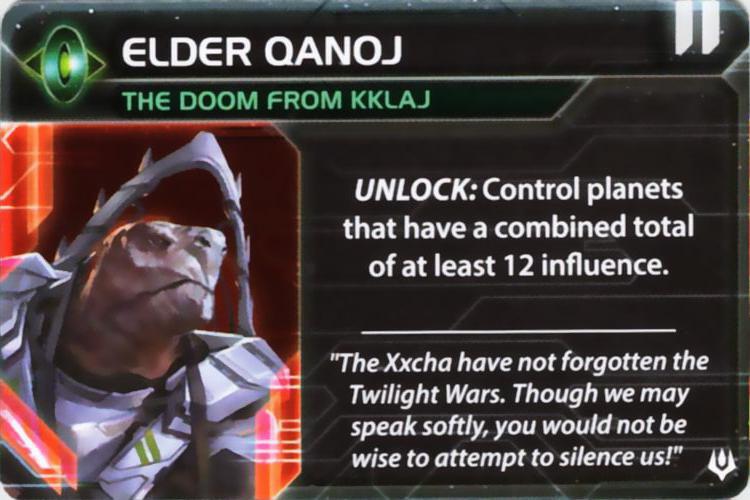 ELDER QANOJ
THE DOOM FROM KKLAJ
UNLOCK: Control planets
that have a combined total
of at least 12 influence.
"The Xxcha have not forgotten the
Twilight Wars. Though we may
speak softly, you would not be
wise to attempt to silence us!"